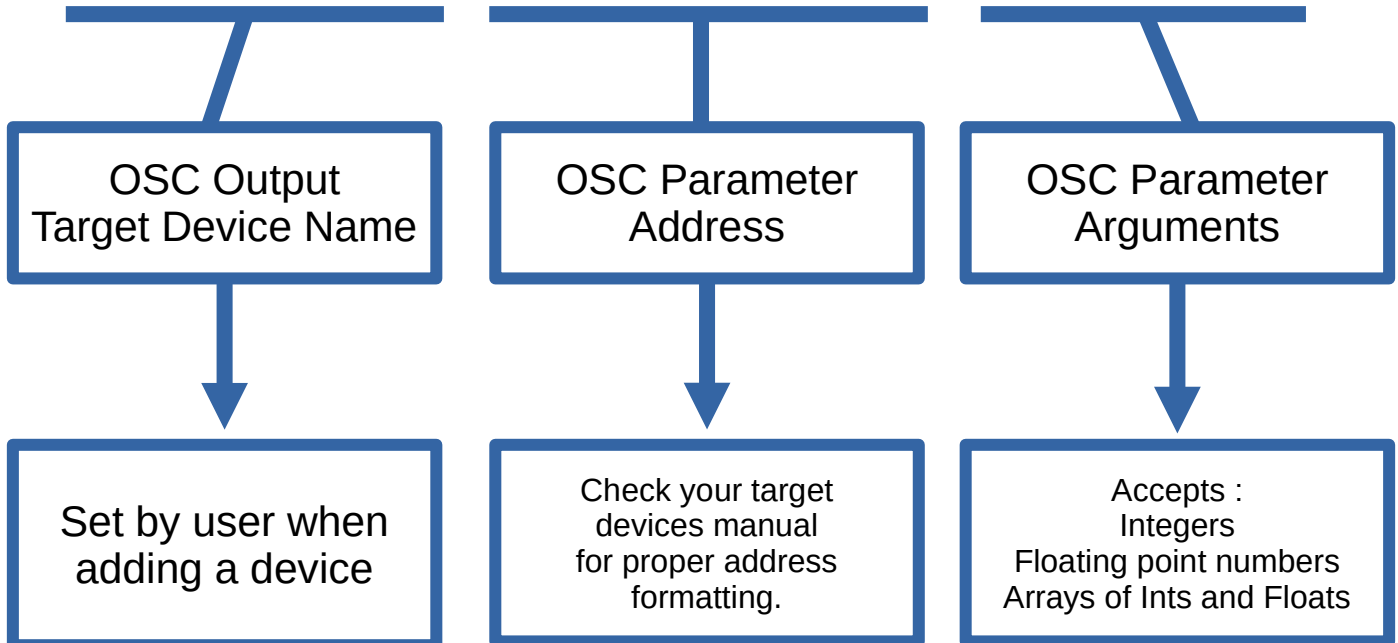 OSC Output
Target Device Name
OSC Parameter
Address
OSC Parameter
Arguments
Set by user when
adding a device
Check your target
devices manual
for proper address
formatting.
Accepts :
Integers
Floating point numbers
Arrays of Ints and Floats